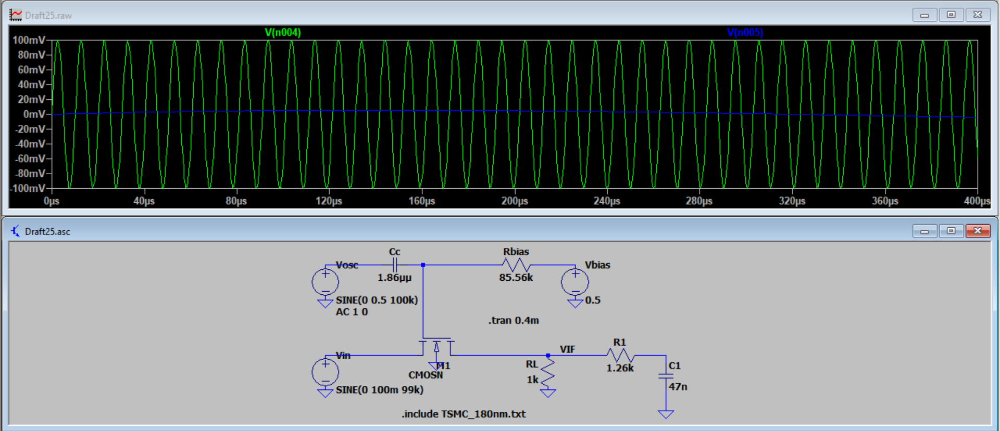 Draft25.raw
V(n004) V(n005)
100mV
80mV
60mV
40mV
20mV
0mV
-20mV
-40mV
-60mV
-80mV
-100mV
0µs 40µs 80µs 120µs 160µs 200µs 240µs 280µs 320µs 360µs 400µs
Draft25.asc
Cc
1.86µµ
Rbias
85.56k
Vosc
SINE(0 0.5 100k)
AC 1 0
Vbias
0.5
.tran 0.4m
Vin
SINE(0 100m 99k)
M1
CMOSN
VIF
RL
1k
R1
1.26k
C1
47n
.include TSMC_180nm.txt